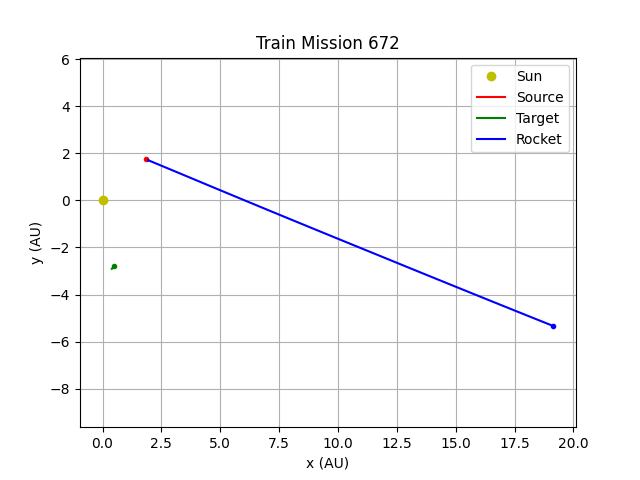 Train Mission 672
Sun
Source
Target
Rocket
6
4
2
0
−2
−4
−6
−8
y (AU)
0.0 2.5 5.0 7.5 10.0 12.5 15.0 17.5 20.0
x (AU)